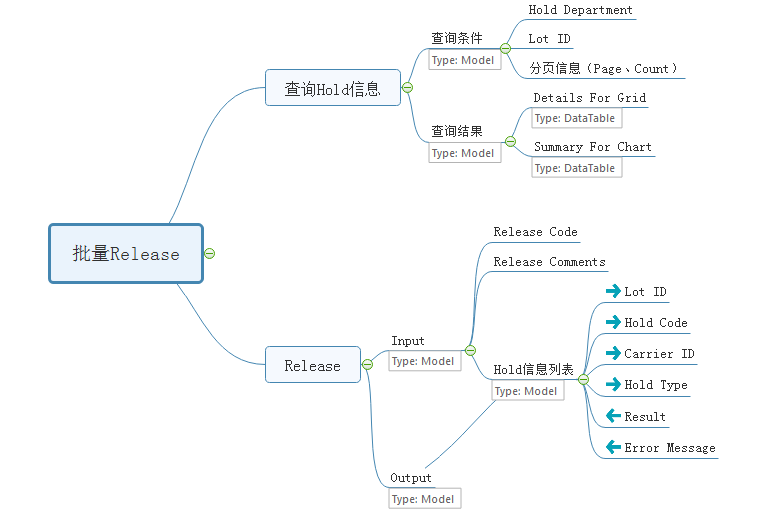 批量Release
查询Hold信息
查询条件
Type: Model
Hold Department
Lot ID
分页信息（Page、Count）
查询结果
Type: Model
Details For Grid
Type: DataTable
Summary For Chart
Type: DataTable
Release
Input
Type: Model
Release Code
Release Comments
Hold信息列表
Type: Model
Lot ID
Hold Code
Carrier ID
Hold Type
Result
Error Message
Output
Type: Model